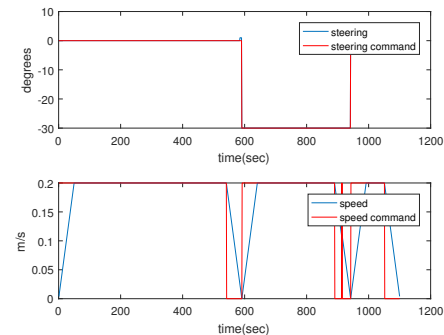 10
0
-10
-20
-30
degrees
steering
steering command
0 200 400 600 800 1000 1200
time(sec)
0.2
0.15
0.1
0.05
0
m/s
speed
speed command
0 200 400 600 800 1000 1200
time(sec)